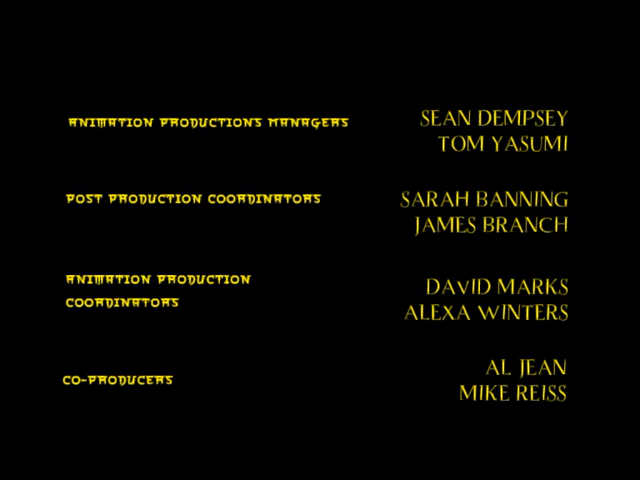 ANIMATION PRODUCTIONS MANAGERS
SEAN DEMPSEY
TOM YASUMI
POST PRODUCTION COORDINATORS
SARAH BANNING
JAMES BRANCH
ANIMATION PRODUCTION
COORDINATORS
DAVID MARKS
ALEXA WINTERS
CO-PRODUCERS
AL JEAN
MIKE REISS